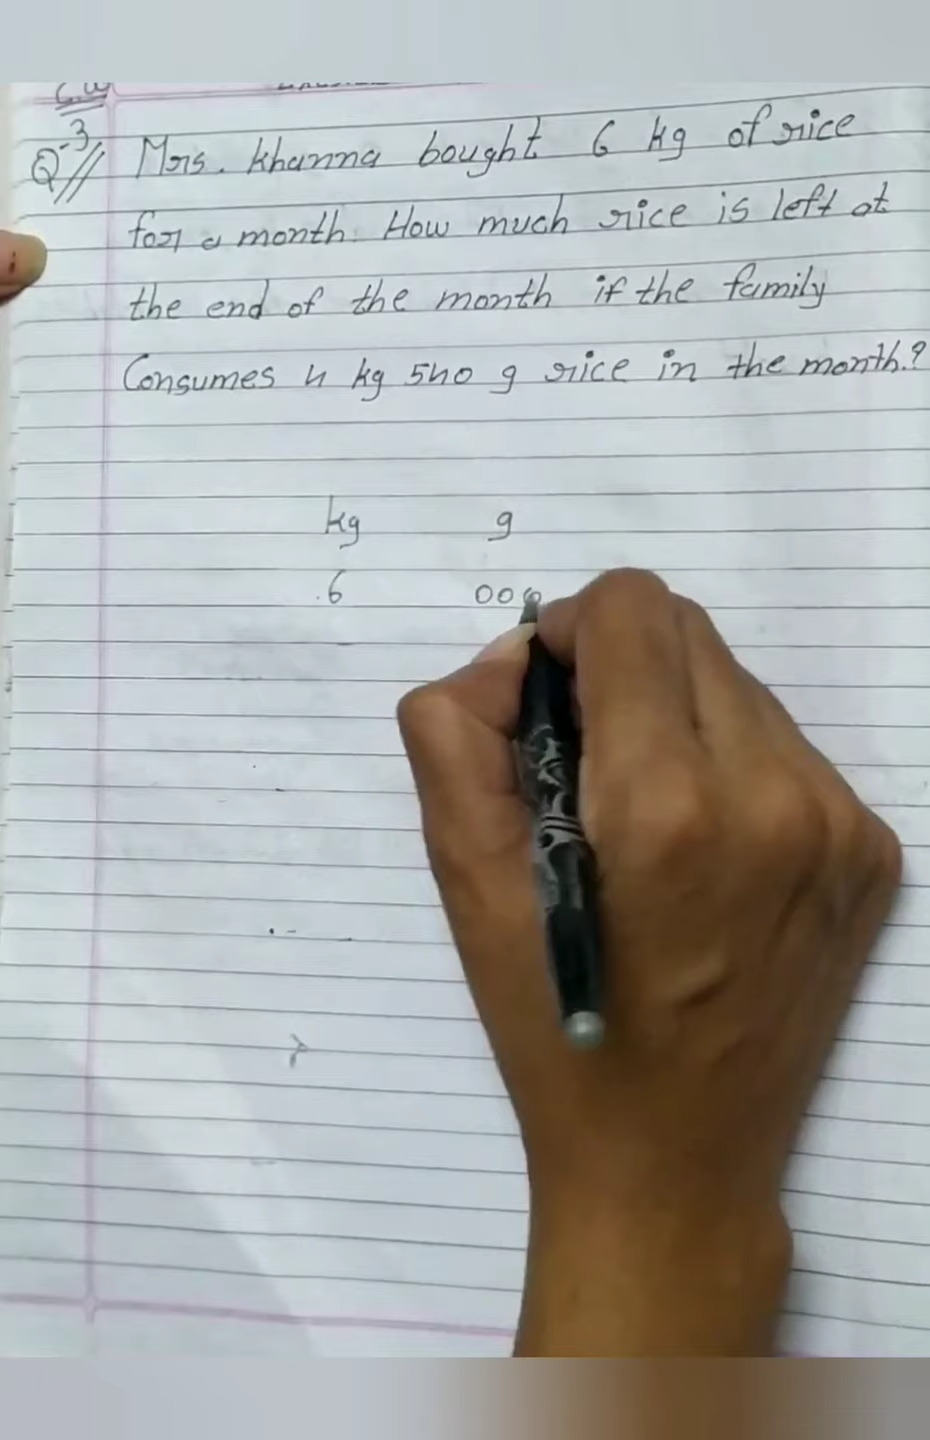 C.W
Q-3 Mrs. Khanna bought 6 kg of rice
for a month. How much rice is left at
the end of the month if the family
Consumes 4 kg 540 g rice in the month.?
kg g
6 000